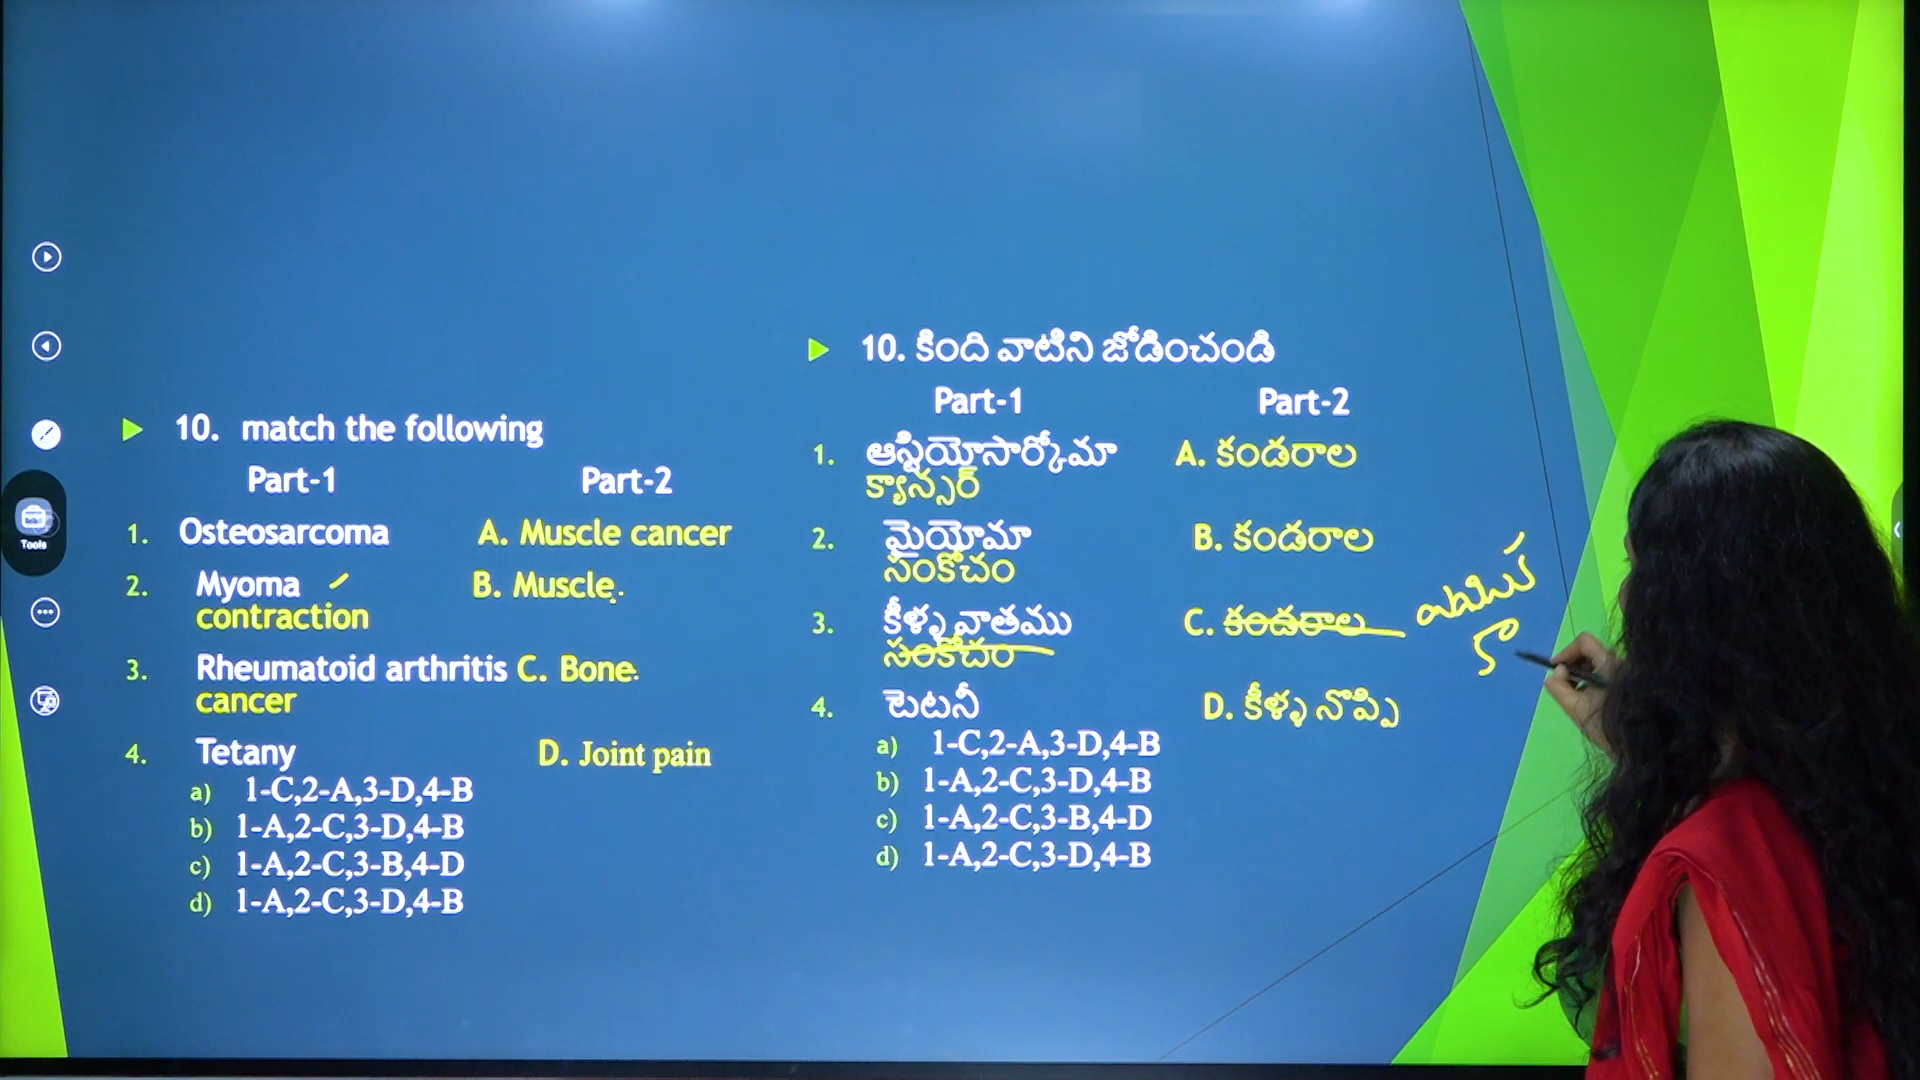 Tools
10. match the following
Part-1 Part-2
1. Osteosarcoma A. Muscle cancer
2. Myoma B. Muscle
contraction
3. Rheumatoid arthritis C. Bone
cancer
4. Tetany D. Joint pain
a) 1-C,2-A,3-D,4-B
b) 1-A,2-C,3-D,4-B
c) 1-A,2-C,3-B,4-D
d) 1-A,2-C,3-D,4-B
10. కింది వాటిని జోడించండి
Part-1 Part-2
1. ఆస్టియోసార్కోమా A. కండరాల
క్యాన్సర్
2. మైయోమా B. కండరాల
సంకోచం
3. కీళ్ళువాతము C. కండరాల
సంకోచం
4. టెటనీ D. కీళ్ళు నొప్పి
a) 1-C,2-A,3-D,4-B
b) 1-A,2-C,3-D,4-B
c) 1-A,2-C,3-B,4-D
d) 1-A,2-C,3-D,4-B